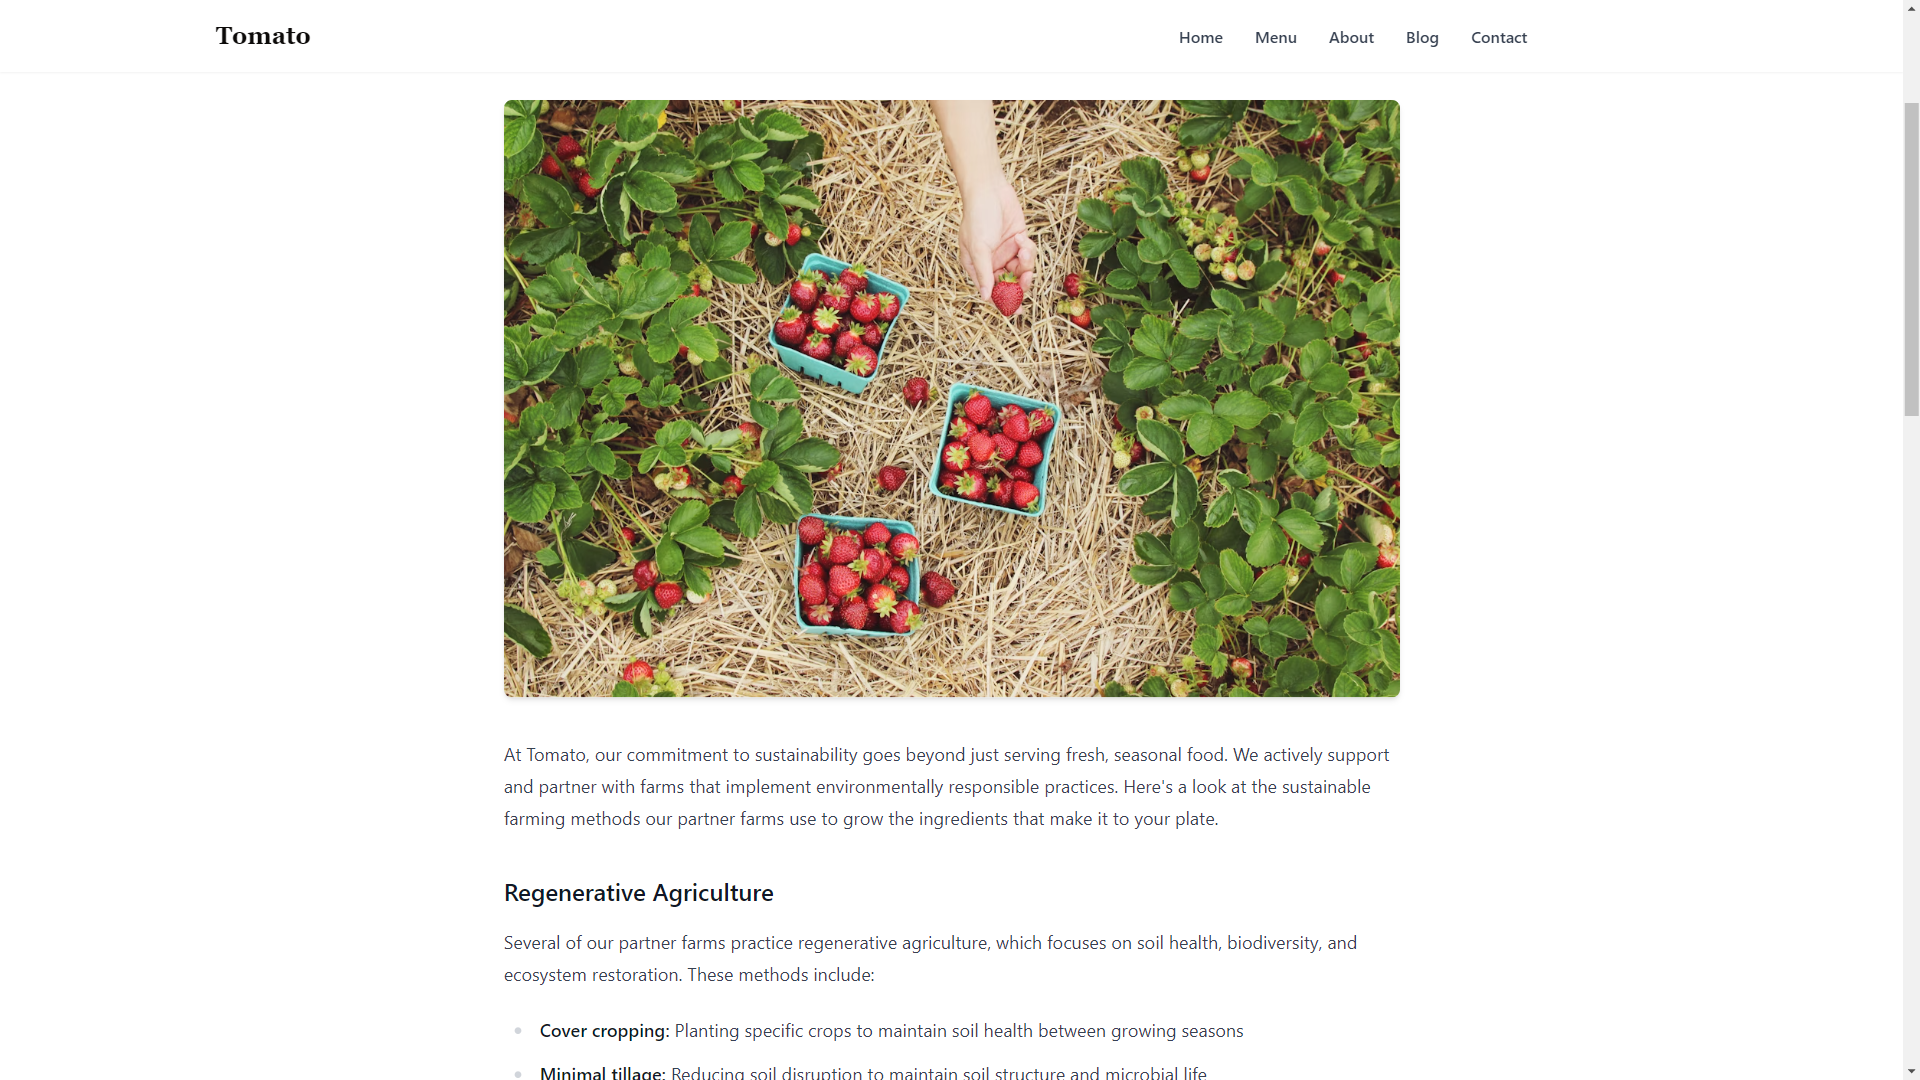 Tomato
Home
Menu
About
Blog
Contact
At Tomato, our commitment to sustainability goes beyond just serving fresh, seasonal food. We actively support
and partner with farms that implement environmentally responsible practices. Here's a look at the sustainable
farming methods our partner farms use to grow the ingredients that make it to your plate.
Regenerative Agriculture
Several of our partner farms practice regenerative agriculture, which focuses on soil health, biodiversity, and
ecosystem restoration. These methods include:
Cover cropping: Planting specific crops to maintain soil health between growing seasons
Minimal tillage: Reducing soil disruption to maintain soil structure and microbial life